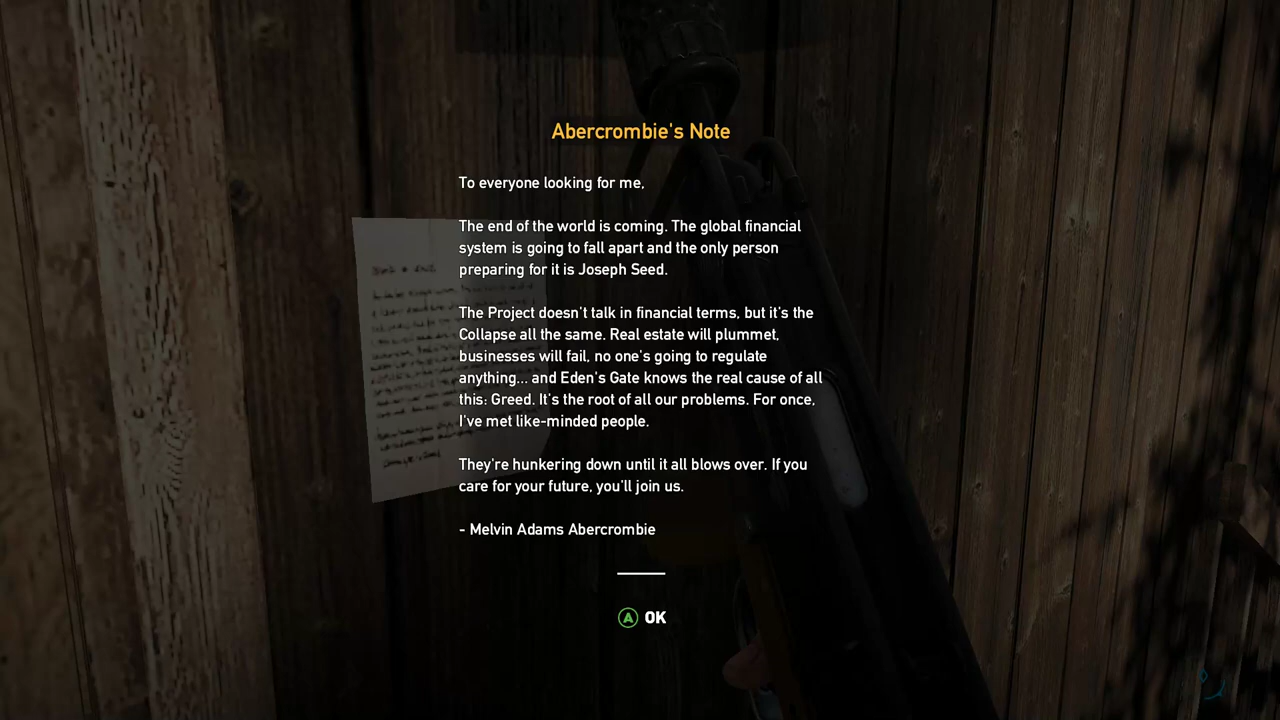 Abercrombie's Note
To everyone looking for me,
The end of the world is coming. The global financial
system is going to fall apart and the only person
preparing for it is Joseph Seed.
The Project doesn't talk in financial terms, but it's the
Collapse all the same. Real estate will plummet,
businesses will fail, no one's going to regulate
anything... and Eden's Gate knows the real cause of all
this: Greed. It's the root of all our problems. For once,
I've met like-minded people.
They're hunkering down until it all blows over. If you
care for your future, you'll join us.
- Melvin Adams Abercrombie
A OK